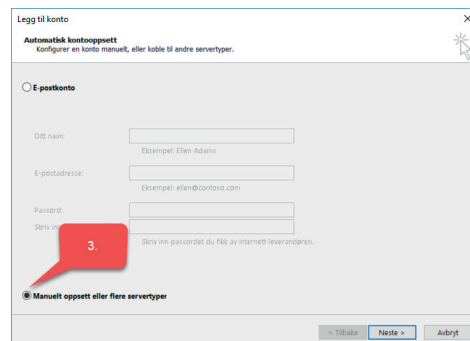 Legg til konto
Automatisk kontooppsett
Konfigurer en konto manuelt, eller koble til andre servertyper.
E-postkonto
Ditt navn:
Eksempel: Ellen Adams
E-postadresse:
Eksempel: ellen@contoso.com
Passord:
Skriv inn
Skriv inn passordet du fikk av Internett-leverandøren.
3.
Manuelt oppsett eller flere servertyper
< Tilbake Neste > Avbryt